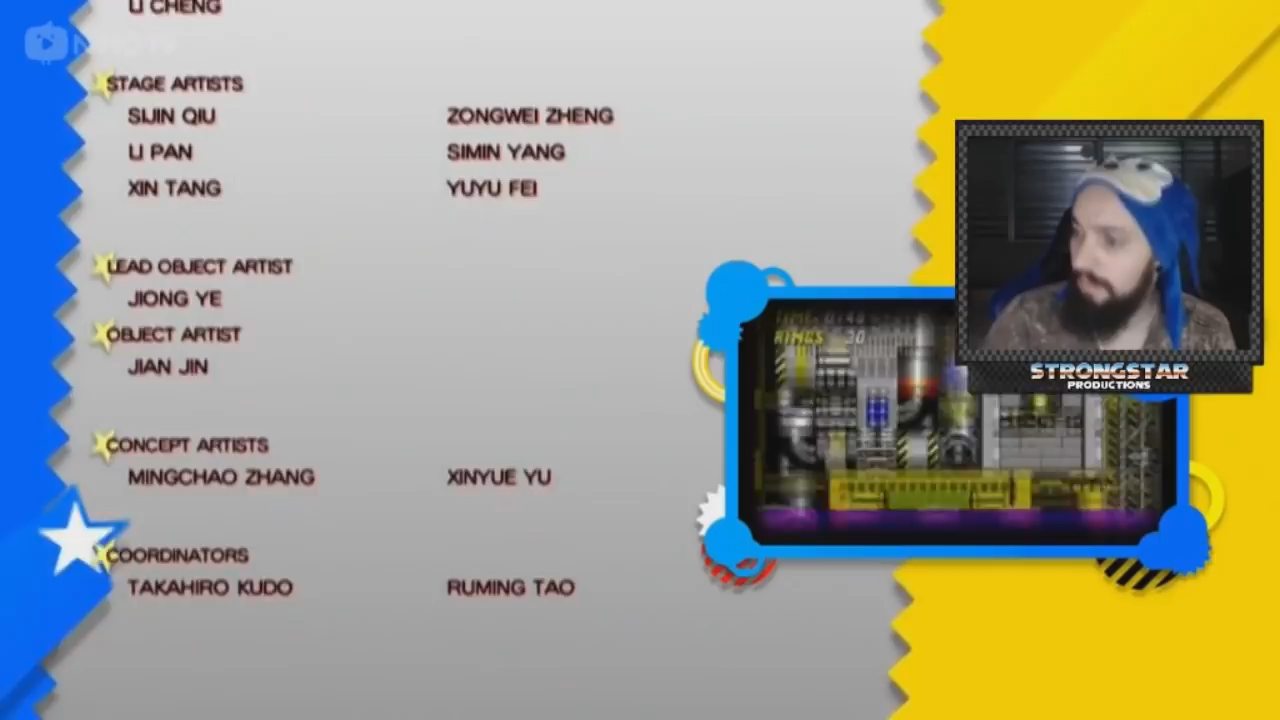 LI CHENG
STAGE ARTISTS
SIJIN QIU ZONGWEI ZHENG
LI PAN SIMIN YANG
XIN TANG YUYU FEI
LEAD OBJECT ARTIST
JIONG YE
OBJECT ARTIST
JIAN JIN
CONCEPT ARTISTS
MINGCHAO ZHANG XINYUE YU
COORDINATORS
TAKAHIRO KUDO RUMING TAO
TIME
RINGS 20
STRONGSTAR
PRODUCTIONS